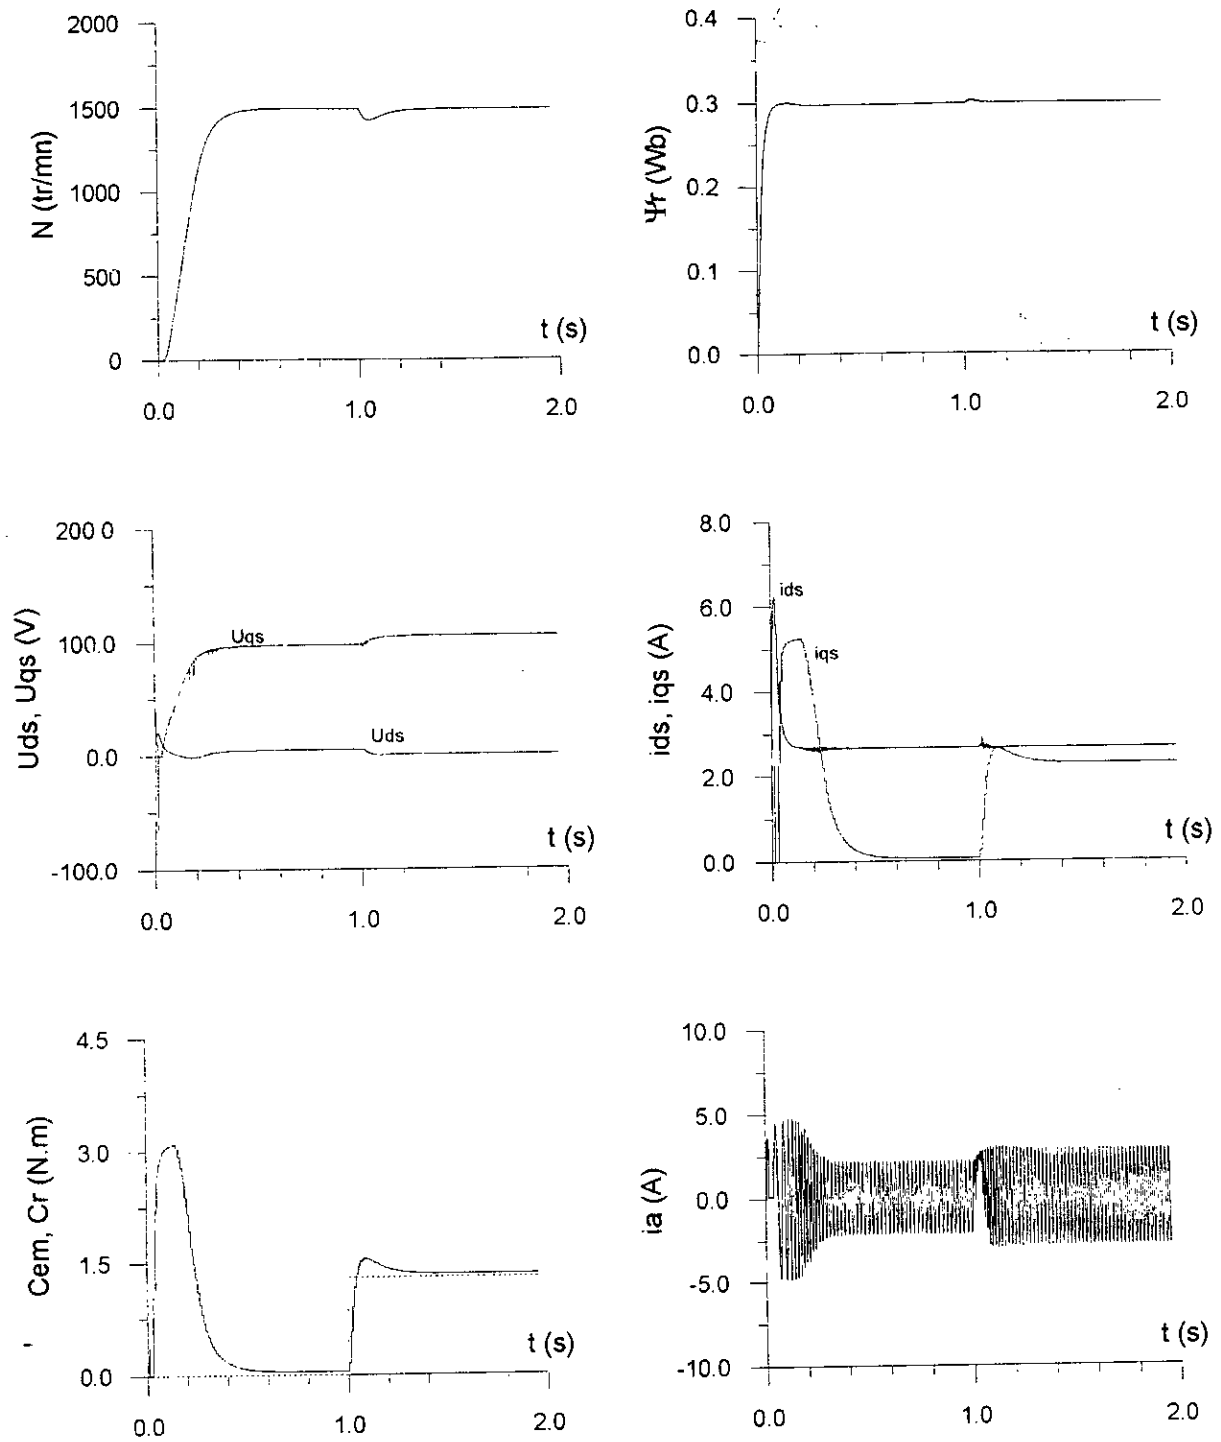 2000
1500
1000
500
0
N (tr/mn)
t (s)
0.0
1.0
2.0
0.4
0.3
0.2
0.1
0.0
Ψr (Wb)
t (s)
0.0
1.0
2.0
200 0
100.0
0.0
-100.0
Uds, Uqs (V)
Uqs
Uds
t (s)
0.0
1.0
2.0
8.0
6.0
4.0
2.0
0.0
ids, iqs (A)
ids
iqs
t (s)
0.0
1.0
2.0
4.5
3.0
1.5
0.0
Cem, Cr (N.m)
t (s)
0.0
1.0
2.0
10.0
5.0
0.0
-5.0
-10.0
ia (A)
t (s)
0.0
1.0
2.0